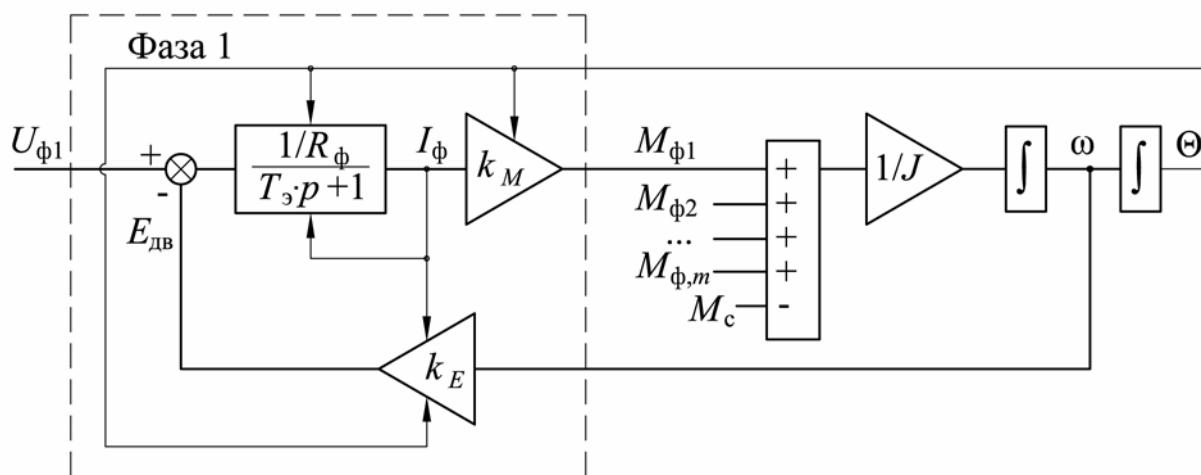 Фаза 1
U_ф1
+
-
1/R_ф
T_э·p +1
I_ф
k_M
M_ф1
M_ф2
...
M_ф,m
M_с
+
+
+
+
-
1/J
∫
ω
∫
Θ
E_дв
k_E